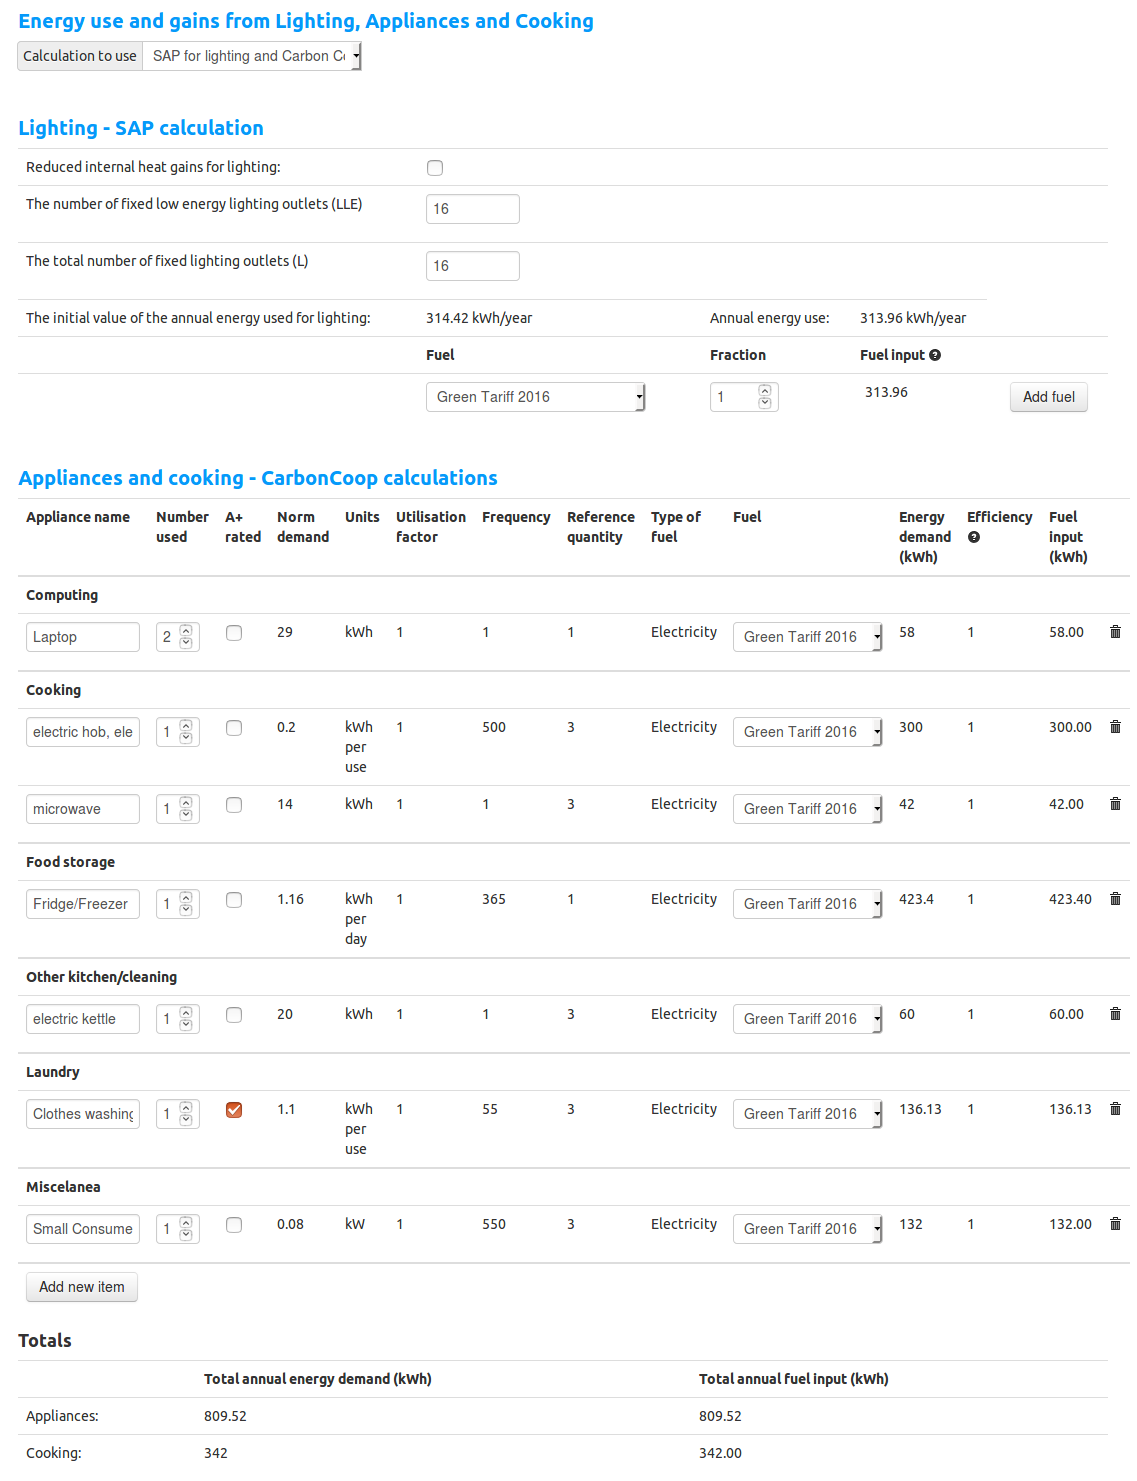 Energy use and gains from Lighting, Appliances and Cooking
Calculation to use SAP for lighting and Carbon Co
Lighting - SAP calculation
Reduced internal heat gains for lighting:
The number of fixed low energy lighting outlets (LLE) 16
The total number of fixed lighting outlets (L) 16
The initial value of the annual energy used for lighting: 314.42 kWh/year Annual energy use: 313.96 kWh/year
Fuel Fraction Fuel input
Green Tariff 2016 1 313.96 Add fuel
Appliances and cooking - CarbonCoop calculations
Appliance name Number A+ Norm Units Utilisation Frequency Reference Type of Fuel Energy Efficiency Fuel
used rated demand factor quantity fuel demand input
(kWh) (kWh)
Computing
Laptop 2 29 kWh 1 1 1 Electricity Green Tariff 2016 58 1 58.00
Cooking
electric hob, ele 1 0.2 kWh 1 500 3 Electricity Green Tariff 2016 300 1 300.00
per
use
microwave 1 14 kWh 1 1 3 Electricity Green Tariff 2016 42 1 42.00
Food storage
Fridge/Freezer 1 1.16 kWh 1 365 1 Electricity Green Tariff 2016 423.4 1 423.40
per
day
Other kitchen/cleaning
electric kettle 1 20 kWh 1 1 3 Electricity Green Tariff 2016 60 1 60.00
Laundry
Clothes washing 1 1.1 kWh 1 55 3 Electricity Green Tariff 2016 136.13 1 136.13
per
use
Miscelanea
Small Consume 1 0.08 kW 1 550 3 Electricity Green Tariff 2016 132 1 132.00
Add new item
Totals
Total annual energy demand (kWh) Total annual fuel input (kWh)
Appliances: 809.52 809.52
Cooking: 342 342.00